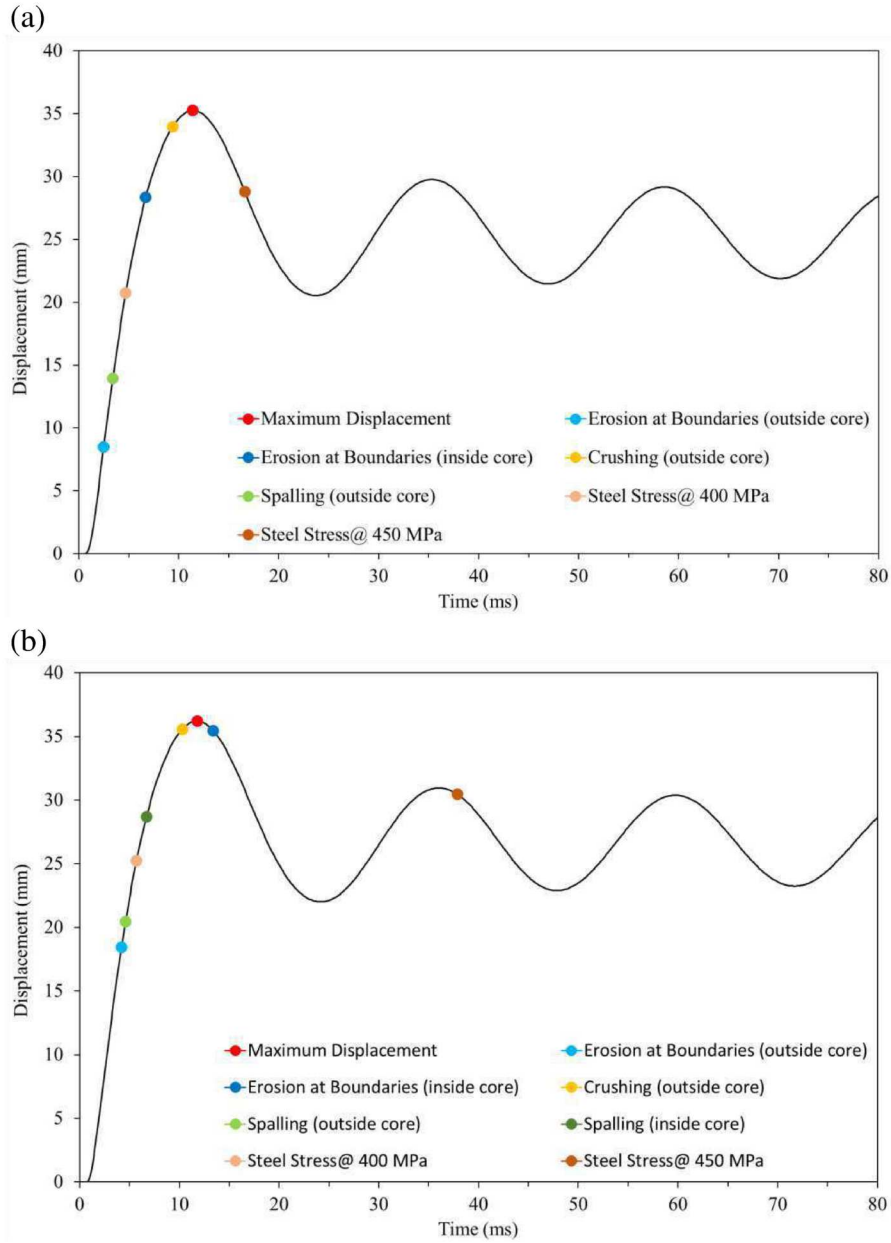 (a)
40
35
30
25
20
15
10
5
0
Displacement (mm)
Maximum Displacement
Erosion at Boundaries (outside core)
Erosion at Boundaries (inside core)
Crushing (outside core)
Spalling (outside core)
Steel Stress@ 400 MPa
Steel Stress@ 450 MPa
0 10 20 30 40 50 60 70 80
Time (ms)
(b)
40
35
30
25
20
15
10
5
0
Displacement (mm)
Maximum Displacement
Erosion at Boundaries (outside core)
Erosion at Boundaries (inside core)
Crushing (outside core)
Spalling (outside core)
Spalling (inside core)
Steel Stress@ 400 MPa
Steel Stress@ 450 MPa
0 10 20 30 40 50 60 70 80
Time (ms)